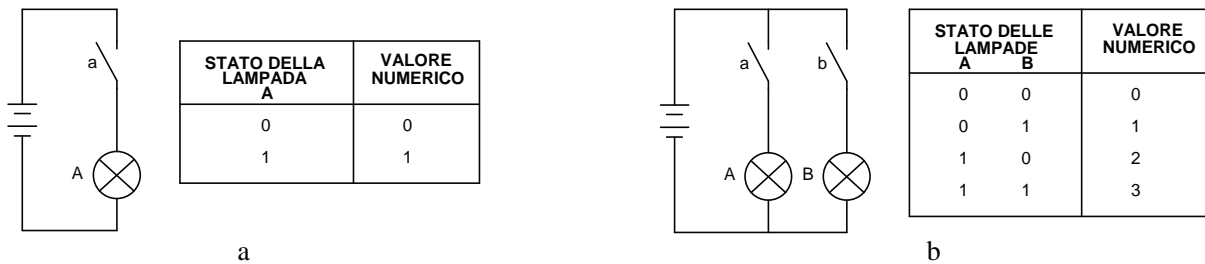 a
A
STATO DELLA VALORE
LAMPADA NUMERICO
A
0 0
1 1
a
a b
A B
STATO DELLE VALORE
LAMPADE NUMERICO
A B
0 0 0
0 1 1
1 0 2
1 1 3
b